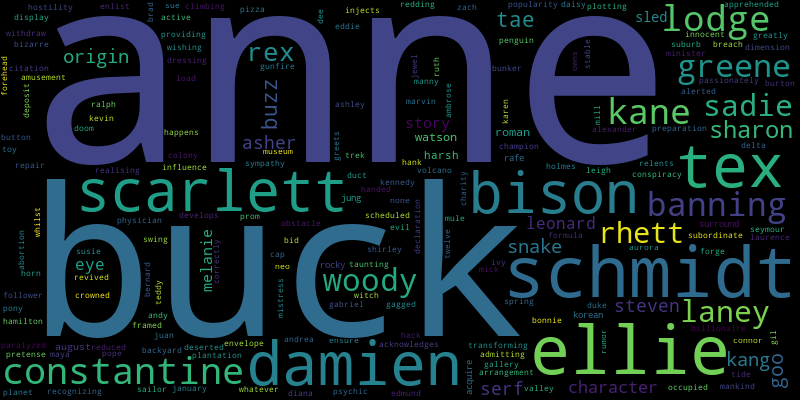 anne
buck
scarlett
bison
schmidt
ellie
damien
constantine
tex
lodge
greene
kane
sadie
sharon
banning
rhett
woody
laney
steven
leonard
snake
kang
goo
serf
character
rex
buzz
asher
origin
tae
sled
roman
watson
harsh
story
melanie
eye
hostility
enlist
sue
climbing
display
active
brad
bizarre
withdraw
providing
wishing
dressing
pizza
gunfire
injects
dee
eddie
redding
zach
popularity
daisy
plotting
penguin
apprehended
innocent
greatly
suburb
breach
dimension
minister
passionately
burton
alerted
stable
bunker
jewel
ruth
manny
marvin
ambrose
ashley
karen
mill
alexander
preparation
champion
delta
rafe
holmes
leigh
relents
conspiracy
forehead
citation
amusement
deposit
load
ralph
kevin
doom
happens
button
toy
colony
museum
influence
repair
realising
sympathy
greets
trek
hank
volcano
duct
handed
kennedy
jung
none
charity
declaration
scheduled
evil
mule
twelve
prom
obstacle
develops
physician
whilst
swing
correctly
bid
cap
neo
shirley
rocky
taunting
witch
gabriel
gagged
mistress
abortion
susie
horn
revived
crowned
bernard
teddy
follower
pony
andy
framed
hamilton
juan
paralyzed
pretense
maya
august
reduced
pope
backyard
deserted
envelope
plantation
andrea
ensure
acknowledges
hack
planet
recognizing
sailor
january
whatever
diana
psychic
edmund
acquire
valley
transforming
admitting
gallery
arrangement
bonnie
spring
duke
korean
rumor
billionaire
connor
gil
tide
mankind
occupied
formula
ivy
mick
aurora
forge
surround
subordinate
seymour
laurence